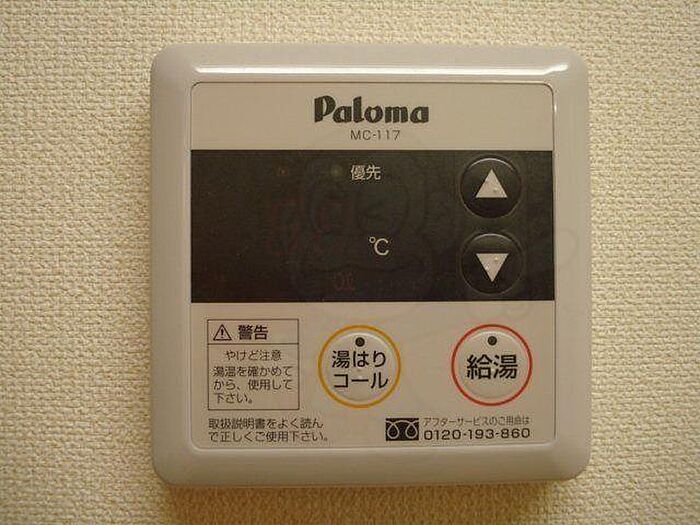 Paloma
MC-117
優先
℃
▲
▼
⚠警告
やけど注意
湯温を確かめて
から、使用して
下さい。
湯はり
コール
給湯
取扱説明書をよく読ん
で正しくご使用下さい。
アフターサービスのご用命は
0120-193-860